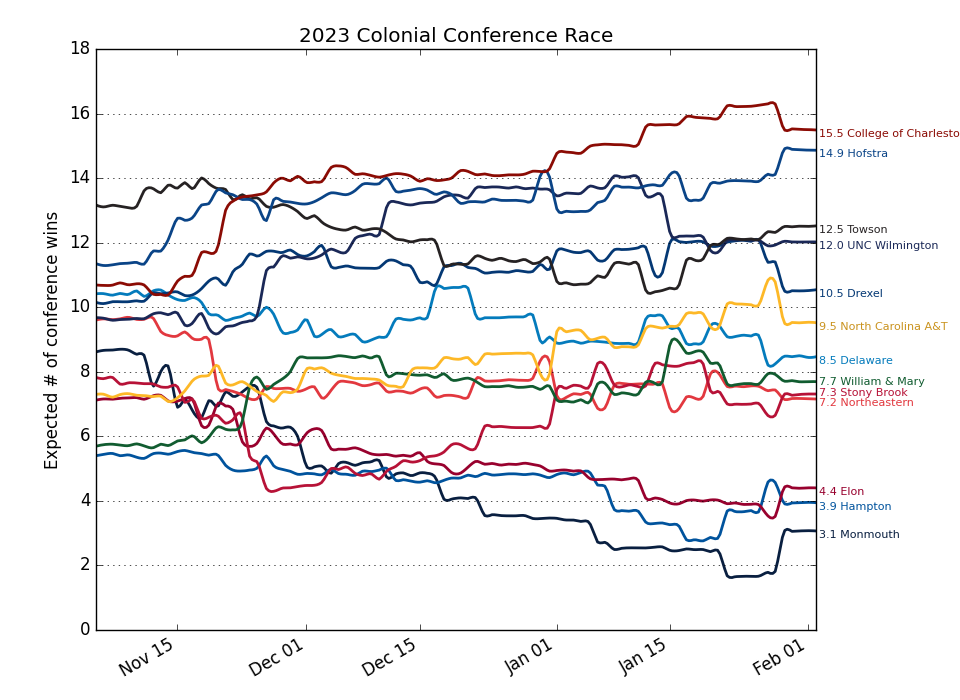 2023 Colonial Conference Race
Expected # of conference wins
18
16
14
12
10
8
6
4
2
0
Nov 15
Dec 01
Dec 15
Jan 01
Jan 15
Feb 01
15.5 College of Charlesto
14.9 Hofstra
12.5 Towson
12.0 UNC Wilmington
10.5 Drexel
9.5 North Carolina A&T
8.5 Delaware
7.7 William & Mary
7.3 Stony Brook
7.2 Northeastern
4.4 Elon
3.9 Hampton
3.1 Monmouth